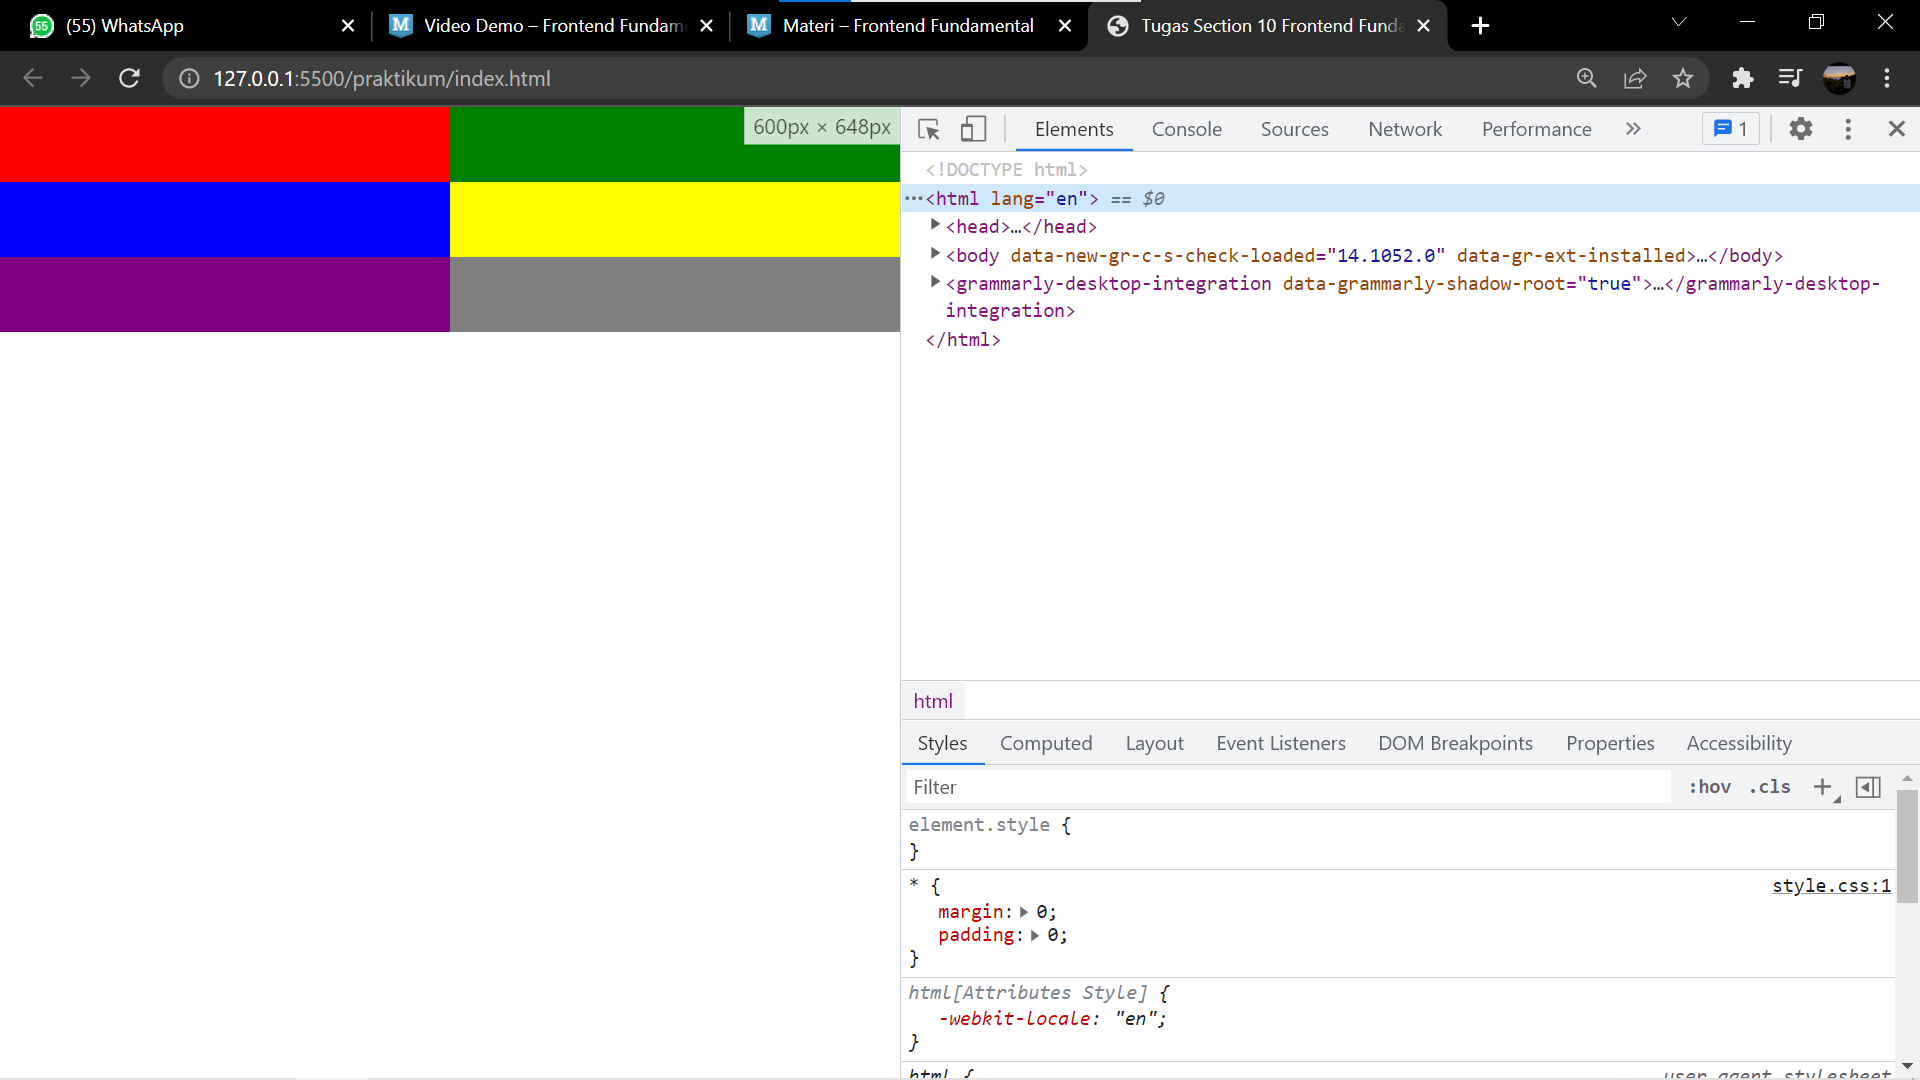 (55) WhatsApp
Video Demo – Frontend Fundam
Materi – Frontend Fundamental
Tugas Section 10 Frontend Funda
127.0.0.1:5500/praktikum/index.html
600px × 648px
Elements Console Sources Network Performance » 1
<!DOCTYPE html>
<html lang="en"> == $0
<head>…</head>
<body data-new-gr-c-s-check-loaded="14.1052.0" data-gr-ext-installed>…</body>
<grammarly-desktop-integration data-grammarly-shadow-root="true">…</grammarly-desktop-
integration>
</html>
html
Styles Computed Layout Event Listeners DOM Breakpoints Properties Accessibility
Filter :hov .cls
element.style {
}
* { style.css:1
margin: 0;
padding: 0;
}
html[Attributes Style] {
-webkit-locale: "en";
}
html { user agent stylesheet